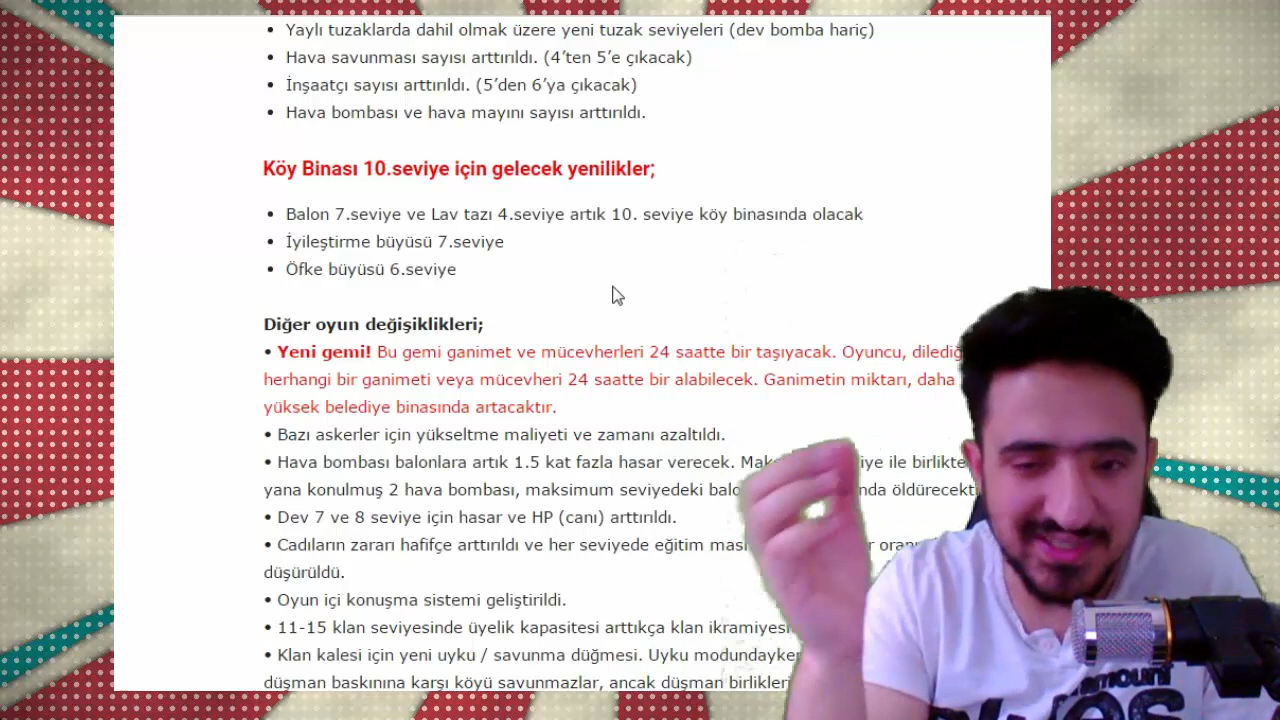 • Yaylı tuzaklarda dahil olmak üzere yeni tuzak seviyeleri (dev bomba hariç)
• Hava savunması sayısı arttırıldı. (4’ten 5’e çıkacak)
• İnşaatçı sayısı arttırıldı. (5’den 6’ya çıkacak)
• Hava bombası ve hava mayını sayısı arttırıldı.
Köy Binası 10.seviye için gelecek yenilikler;
• Balon 7.seviye ve Lav tazı 4.seviye artık 10. seviye köy binasında olacak
• İyileştirme büyüsü 7.seviye
• Öfke büyüsü 6.seviye
Diğer oyun değişiklikleri;
• Yeni gemi! Bu gemi ganimet ve mücevherleri 24 saatte bir taşıyacak. Oyuncu,
herhangi bir ganimeti veya mücevheri 24 saatte bir alabilecek. Ganimetin miktarı, daha
yüksek belediye binasında artacaktır.
• Bazı askerler için yükseltme maliyeti ve zamanı azaltıldı.
• Hava bombası balonlara artık 1.5 kat fazla hasar verecek.
yana konulmuş 2 hava bombası, maksimum seviyedeki
• Dev 7 ve 8 seviye için hasar ve HP (canı) arttırıldı.
• Cadıların zararı hafifçe arttırıldı ve her seviyede eğitim
düşürüldü.
• Oyun içi konuşma sistemi geliştirildi.
• 11-15 klan seviyesinde üyelik kapasitesi arttıkça klan
• Klan kalesi için yeni uyku / savunma düğmesi. Uyku
düşman baskınına karşı köyü savunmazlar, ancak düşman